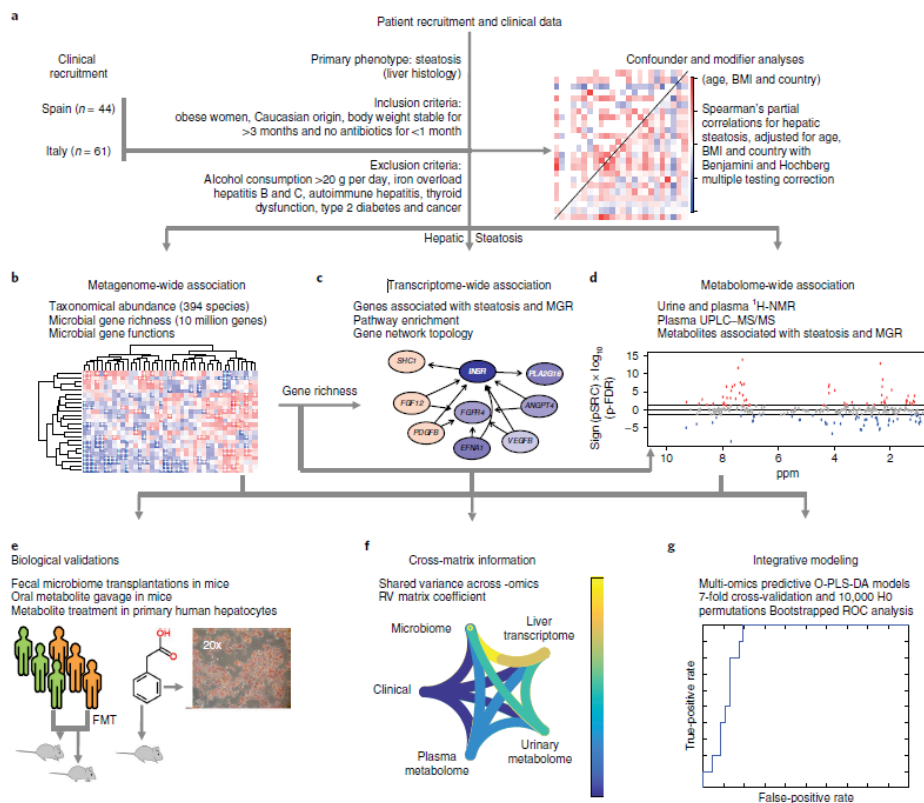 a
Patient recruitment and clinical data
Clinical
recruitment
Spain (n = 44)
Italy (n = 61)
Primary phenotype: steatosis
(liver histology)
Inclusion criteria:
obese women, Caucasian origin, body weight stable for
>3 months and no antibiotics for <1 month
Exclusion criteria:
Alcohol consumption >20 g per day, iron overload
hepatitis B and C, autoimmune hepatitis, thyroid
dysfunction, type 2 diabetes and cancer
Confounder and modifier analyses
(age, BMI and country)
Spearman's partial
correlations for hepatic
steatosis, adjusted for age,
BMI and country with
Benjamini and Hochberg
multiple testing correction
Hepatic Steatosis
b
Metagenome-wide association
Taxonomical abundance (394 species)
Microbial gene richness (10 million genes)
Microbial gene functions
Gene richness
c
Transcriptome-wide association
Genes associated with steatosis and MGR
Pathway enrichment
Gene network topology
SHC1
INSR
PLA2G16
FGF12
FGFR4
ANGPT4
PDGFB
EFNA1
VEGFB
d
Metabolome-wide association
Urine and plasma ¹H-NMR
Plasma UPLC–MS/MS
Metabolites associated with steatosis and MGR
Sign (pSRC) × log₁₀
(p-FDR)
15
10
5
0
−5
10
8
6
4
2
ppm
e
Biological validations
Fecal microbiome transplantations in mice
Oral metabolite gavage in mice
Metabolite treatment in primary human hepatocytes
OH
O
20x
FMT
f
Cross-matrix information
Shared variance across -omics
RV matrix coefficient
Microbiome
Liver
transcriptome
Clinical
Plasma
metabolome
Urinary
metabolome
g
Integrative modeling
Multi-omics predictive O-PLS-DA models
7-fold cross-validation and 10,000 H0
permutations Bootstrapped ROC analysis
True-positive rate
False-positive rate